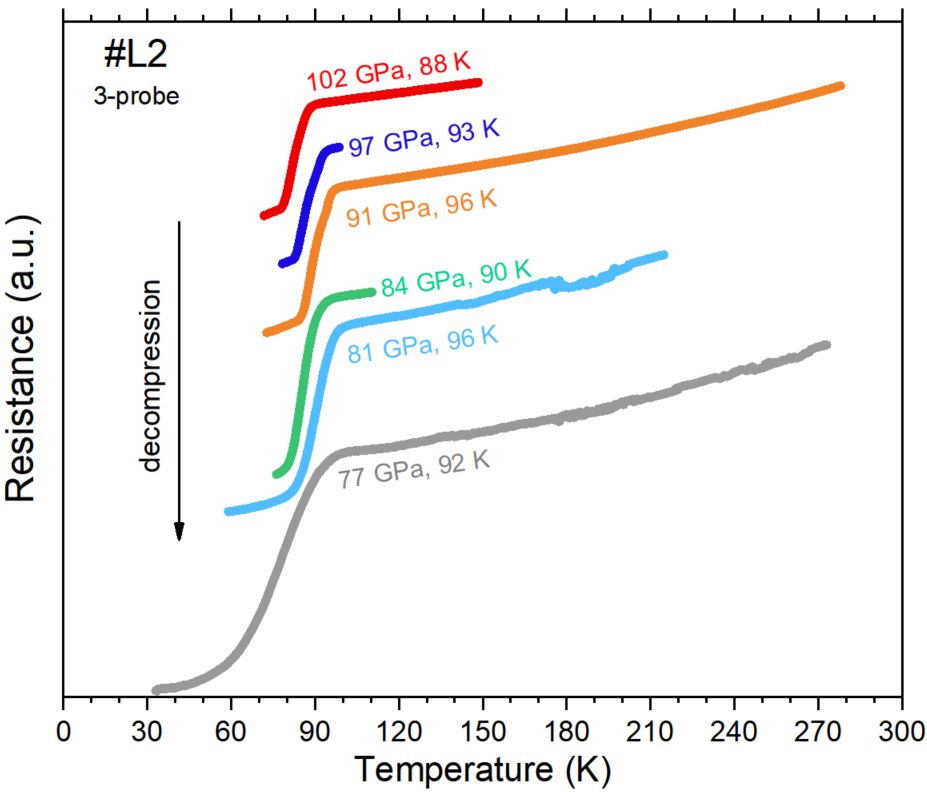 #L2
3-probe
102 GPa, 88 K
97 GPa, 93 K
91 GPa, 96 K
84 GPa, 90 K
81 GPa, 96 K
77 GPa, 92 K
decompression
Resistance (a.u.)
0 30 60 90 120 150 180 210 240 270 300
Temperature (K)